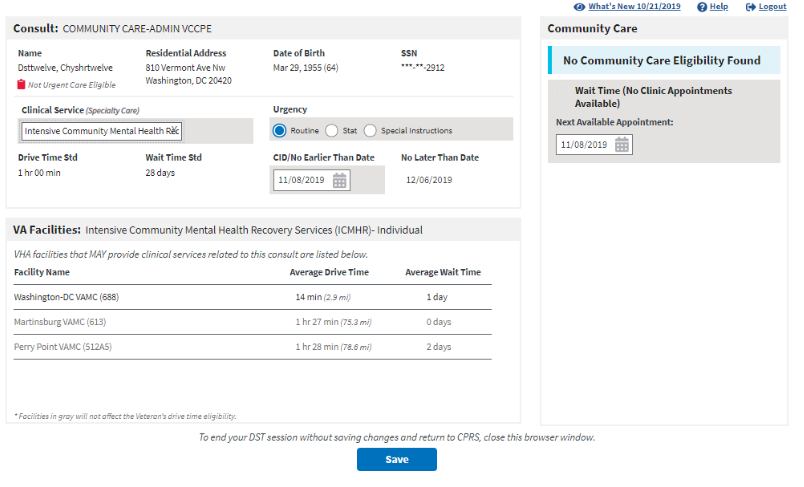 What's New 10/21/2019 Help Logout
Consult: COMMUNITY CARE-ADMIN VCCPE
Name Residential Address Date of Birth SSN
Dsttwelve, Chyshrtwelve 810 Vermont Ave Nw Mar 29, 1955 (64) ***-**-2912
Not Urgent Care Eligible Washington, DC 20420
Clinical Service (Specialty Care) Urgency
Intensive Community Mental Health Routine Stat Special Instructions
Drive Time Std Wait Time Std CID/No Earlier Than Date No Later Than Date
1 hr 00 min 28 days 11/08/2019 12/06/2019
VA Facilities: Intensive Community Mental Health Recovery Services (ICMHR)- Individual
VHA facilities that MAY provide clinical services related to this consult are listed below.
Facility Name Average Drive Time Average Wait Time
Washington-DC VAMC (688) 14 min (2.9 mi) 1 day
Martinsburg VAMC (613) 1 hr 27 min (75.3 mi) 0 days
Perry Point VAMC (512A5) 1 hr 28 min (78.6 mi) 2 days
* Facilities in gray will not affect the Veteran's drive time eligibility.
Community Care
No Community Care Eligibility Found
Wait Time (No Clinic Appointments
Available)
Next Available Appointment:
11/08/2019
To end your DST session without saving changes and return to CPRS, close this browser window.
Save